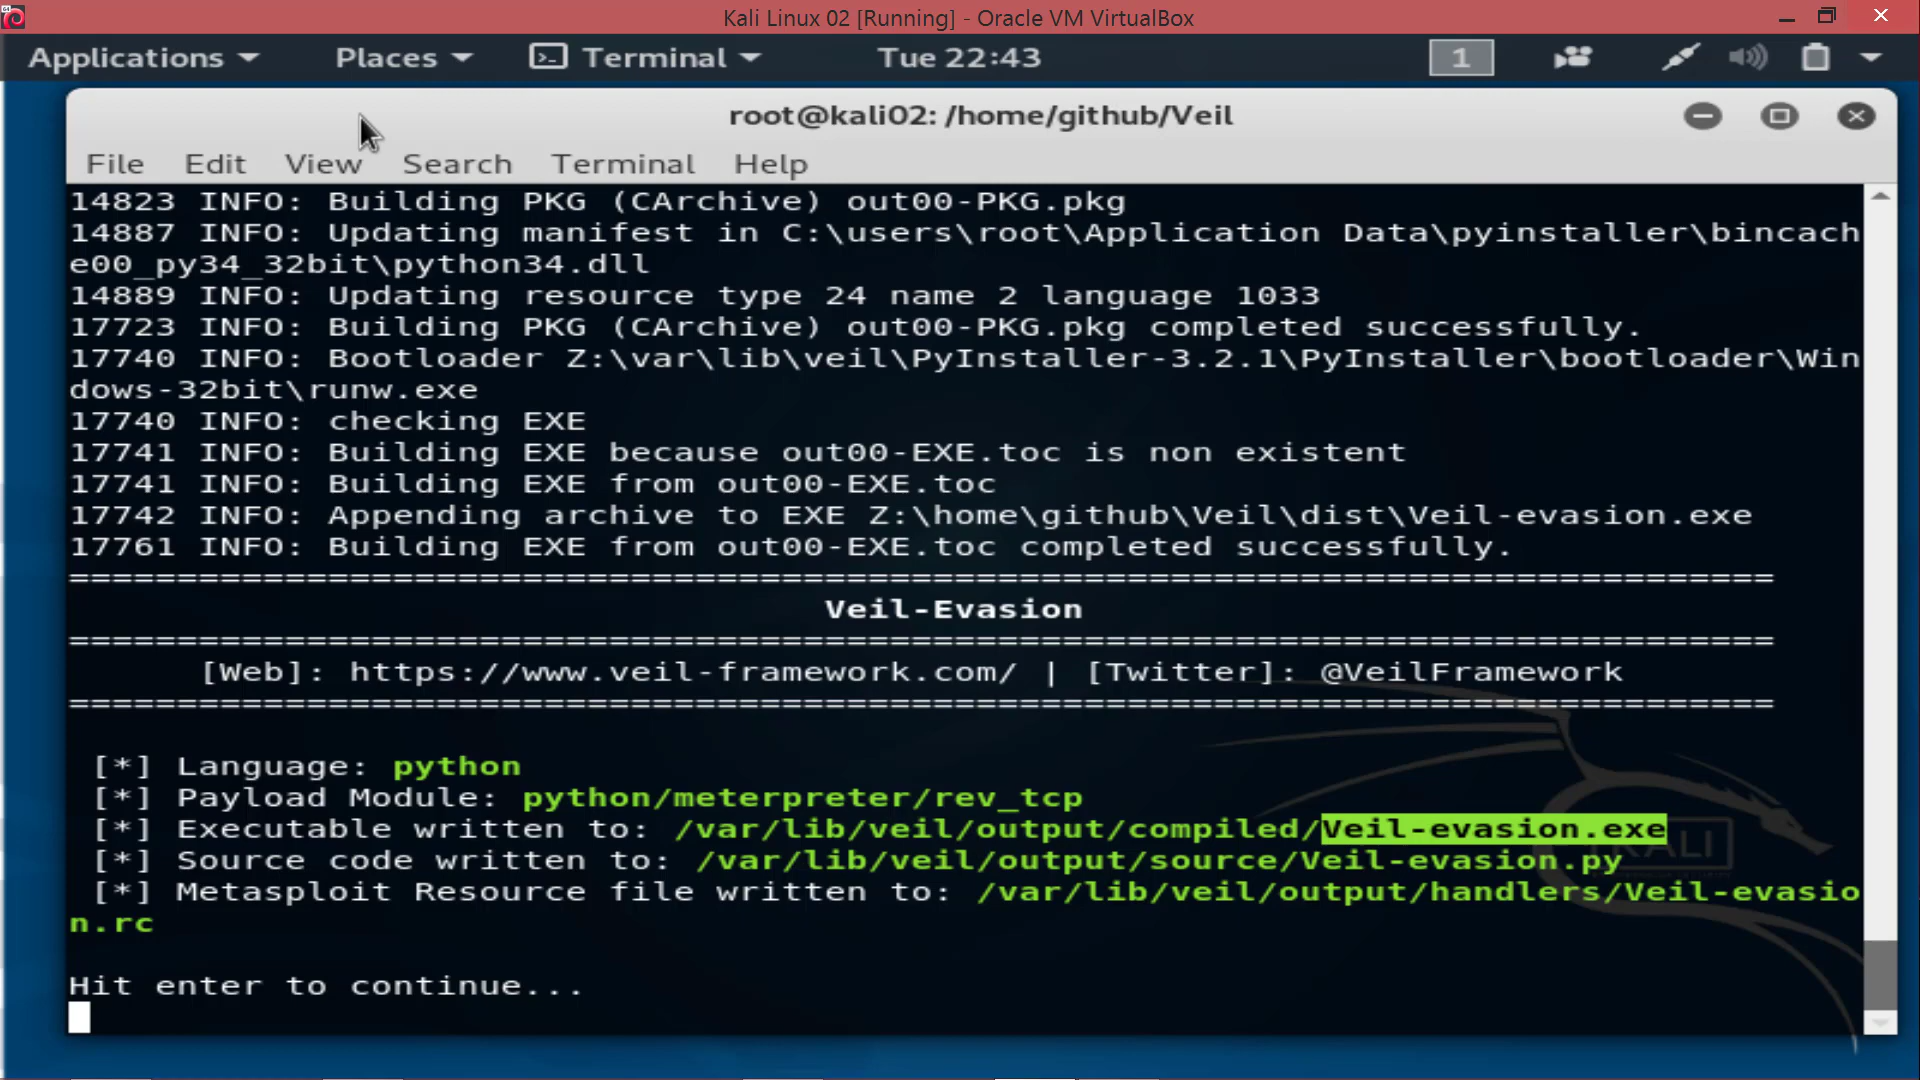 Kali Linux 02 [Running] - Oracle VM VirtualBox
Applications Places Terminal Tue 22:43 1
root@kali02: /home/github/Veil
File Edit View Search Terminal Help
14823 INFO: Building PKG (CArchive) out00-PKG.pkg
14887 INFO: Updating manifest in C:\users\root\Application Data\pyinstaller\bincach
e00_py34_32bit\python34.dll
14889 INFO: Updating resource type 24 name 2 language 1033
17723 INFO: Building PKG (CArchive) out00-PKG.pkg completed successfully.
17740 INFO: Bootloader Z:\var\lib\veil\PyInstaller-3.2.1\PyInstaller\bootloader\Win
dows-32bit\runw.exe
17740 INFO: checking EXE
17741 INFO: Building EXE because out00-EXE.toc is non existent
17741 INFO: Building EXE from out00-EXE.toc
17742 INFO: Appending archive to EXE Z:\home\github\Veil\dist\Veil-evasion.exe
17761 INFO: Building EXE from out00-EXE.toc completed successfully.
===============================================================================
Veil-Evasion
===============================================================================
[Web]: https://www.veil-framework.com/ | [Twitter]: @VeilFramework
===============================================================================
[*] Language: python
[*] Payload Module: python/meterpreter/rev_tcp
[*] Executable written to: /var/lib/veil/output/compiled/Veil-evasion.exe
[*] Source code written to: /var/lib/veil/output/source/Veil-evasion.py
[*] Metasploit Resource file written to: /var/lib/veil/output/handlers/Veil-evasio
n.rc
Hit enter to continue...
KALI